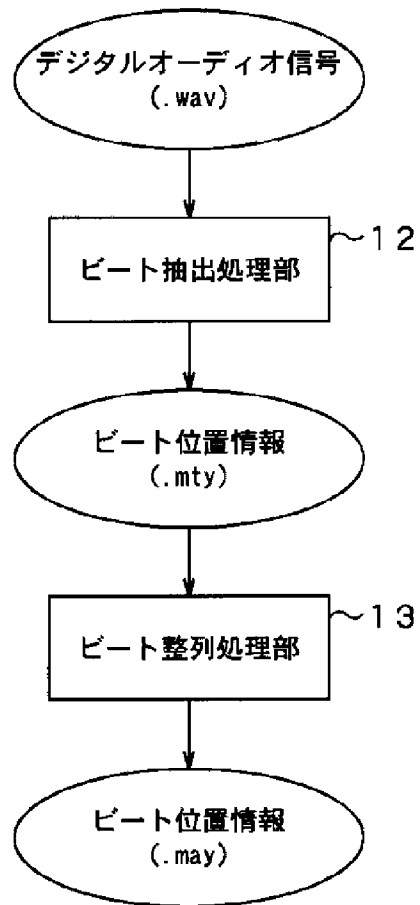 デジタルオーディオ信号
(.wav)
12
ビート抽出処理部
ビート位置情報
(.mty)
13
ビート整列処理部
ビート位置情報
(.may)